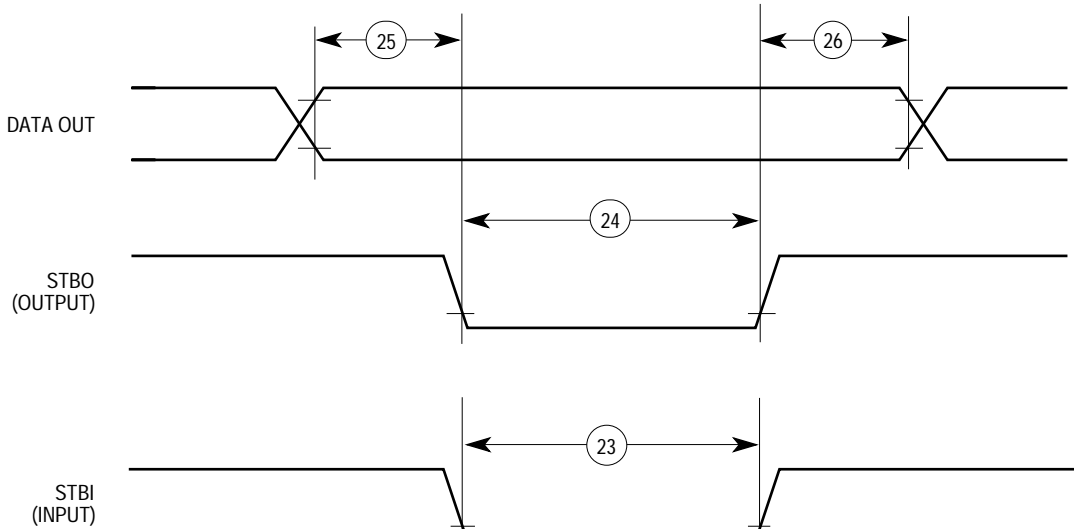 25
26
DATA OUT
24
STBO
(OUTPUT)
23
STBI
(INPUT)